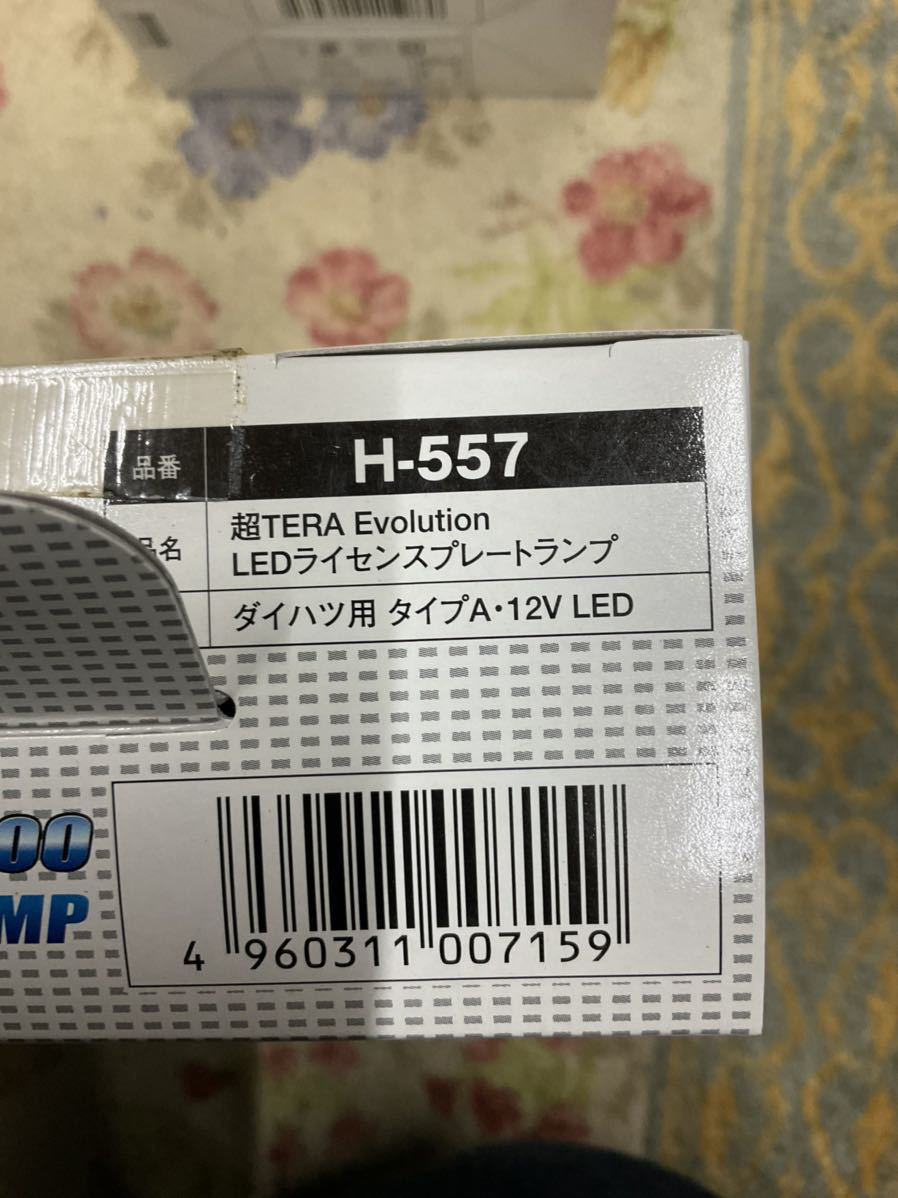 品番 H-557
品名 超TERA Evolution
LEDライセンスプレートランプ
ダイハツ用 タイプA・12V LED
00
MP
4 960311 007159